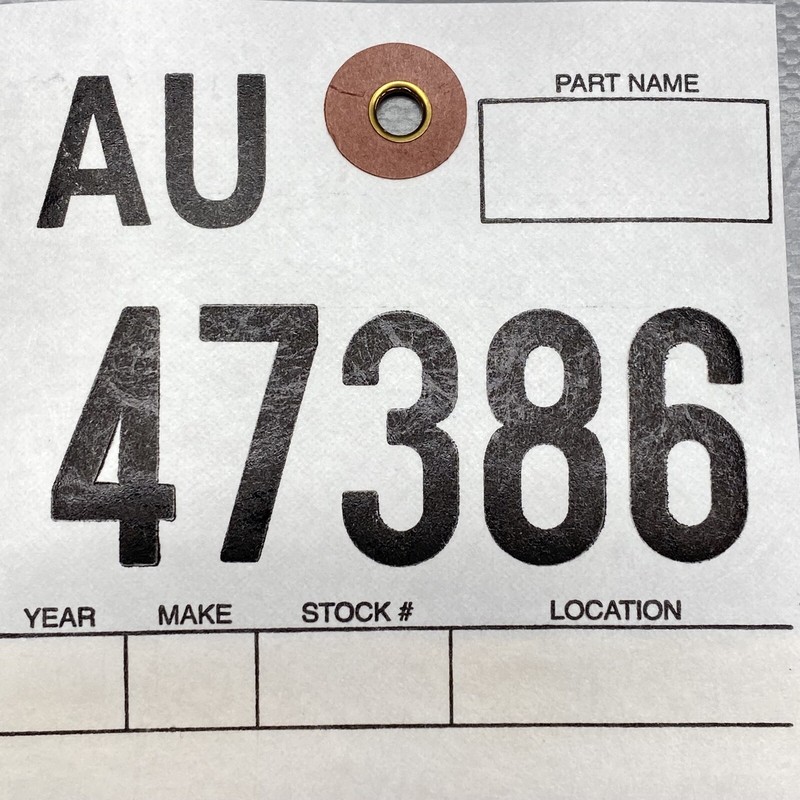 AU
PART NAME
47386
YEAR MAKE STOCK # LOCATION